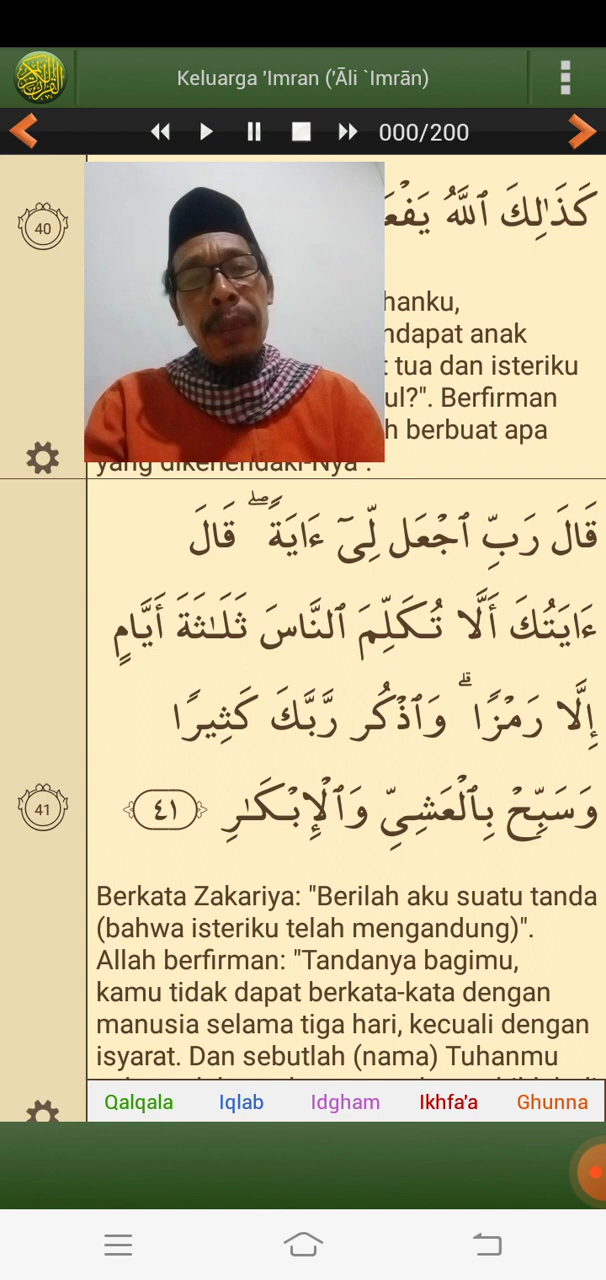 Keluarga 'Imran ('Āli `Imrān)
000/200
40
كَذَٰلِكَ ٱللَّهُ
hanku,
ndapat anak
tua dan isteriku
ul?". Berfirman
h berbuat apa
yang dikehendaki-Nya".
قَالَ رَبِّ ٱجْعَل لِّىٓ ءَايَةً ۖ قَالَ
ءَايَتُكَ أَلَّا تُكَلِّمَ ٱلنَّاسَ ثَلَـٰثَةَ أَيَّامٍ
إِلَّا رَمْزًا ۗ وَٱذْكُر رَّبَّكَ كَثِيرًا
41
وَسَبِّحْ بِٱلْعَشِىِّ وَٱلْإِبْكَـٰرِ ٤١
Berkata Zakariya: "Berilah aku suatu tanda
(bahwa isteriku telah mengandung)".
Allah berfirman: "Tandanya bagimu,
kamu tidak dapat berkata-kata dengan
manusia selama tiga hari, kecuali dengan
isyarat. Dan sebutlah (nama) Tuhanmu
Qalqala Iqlab Idgham Ikhfa'a Ghunna